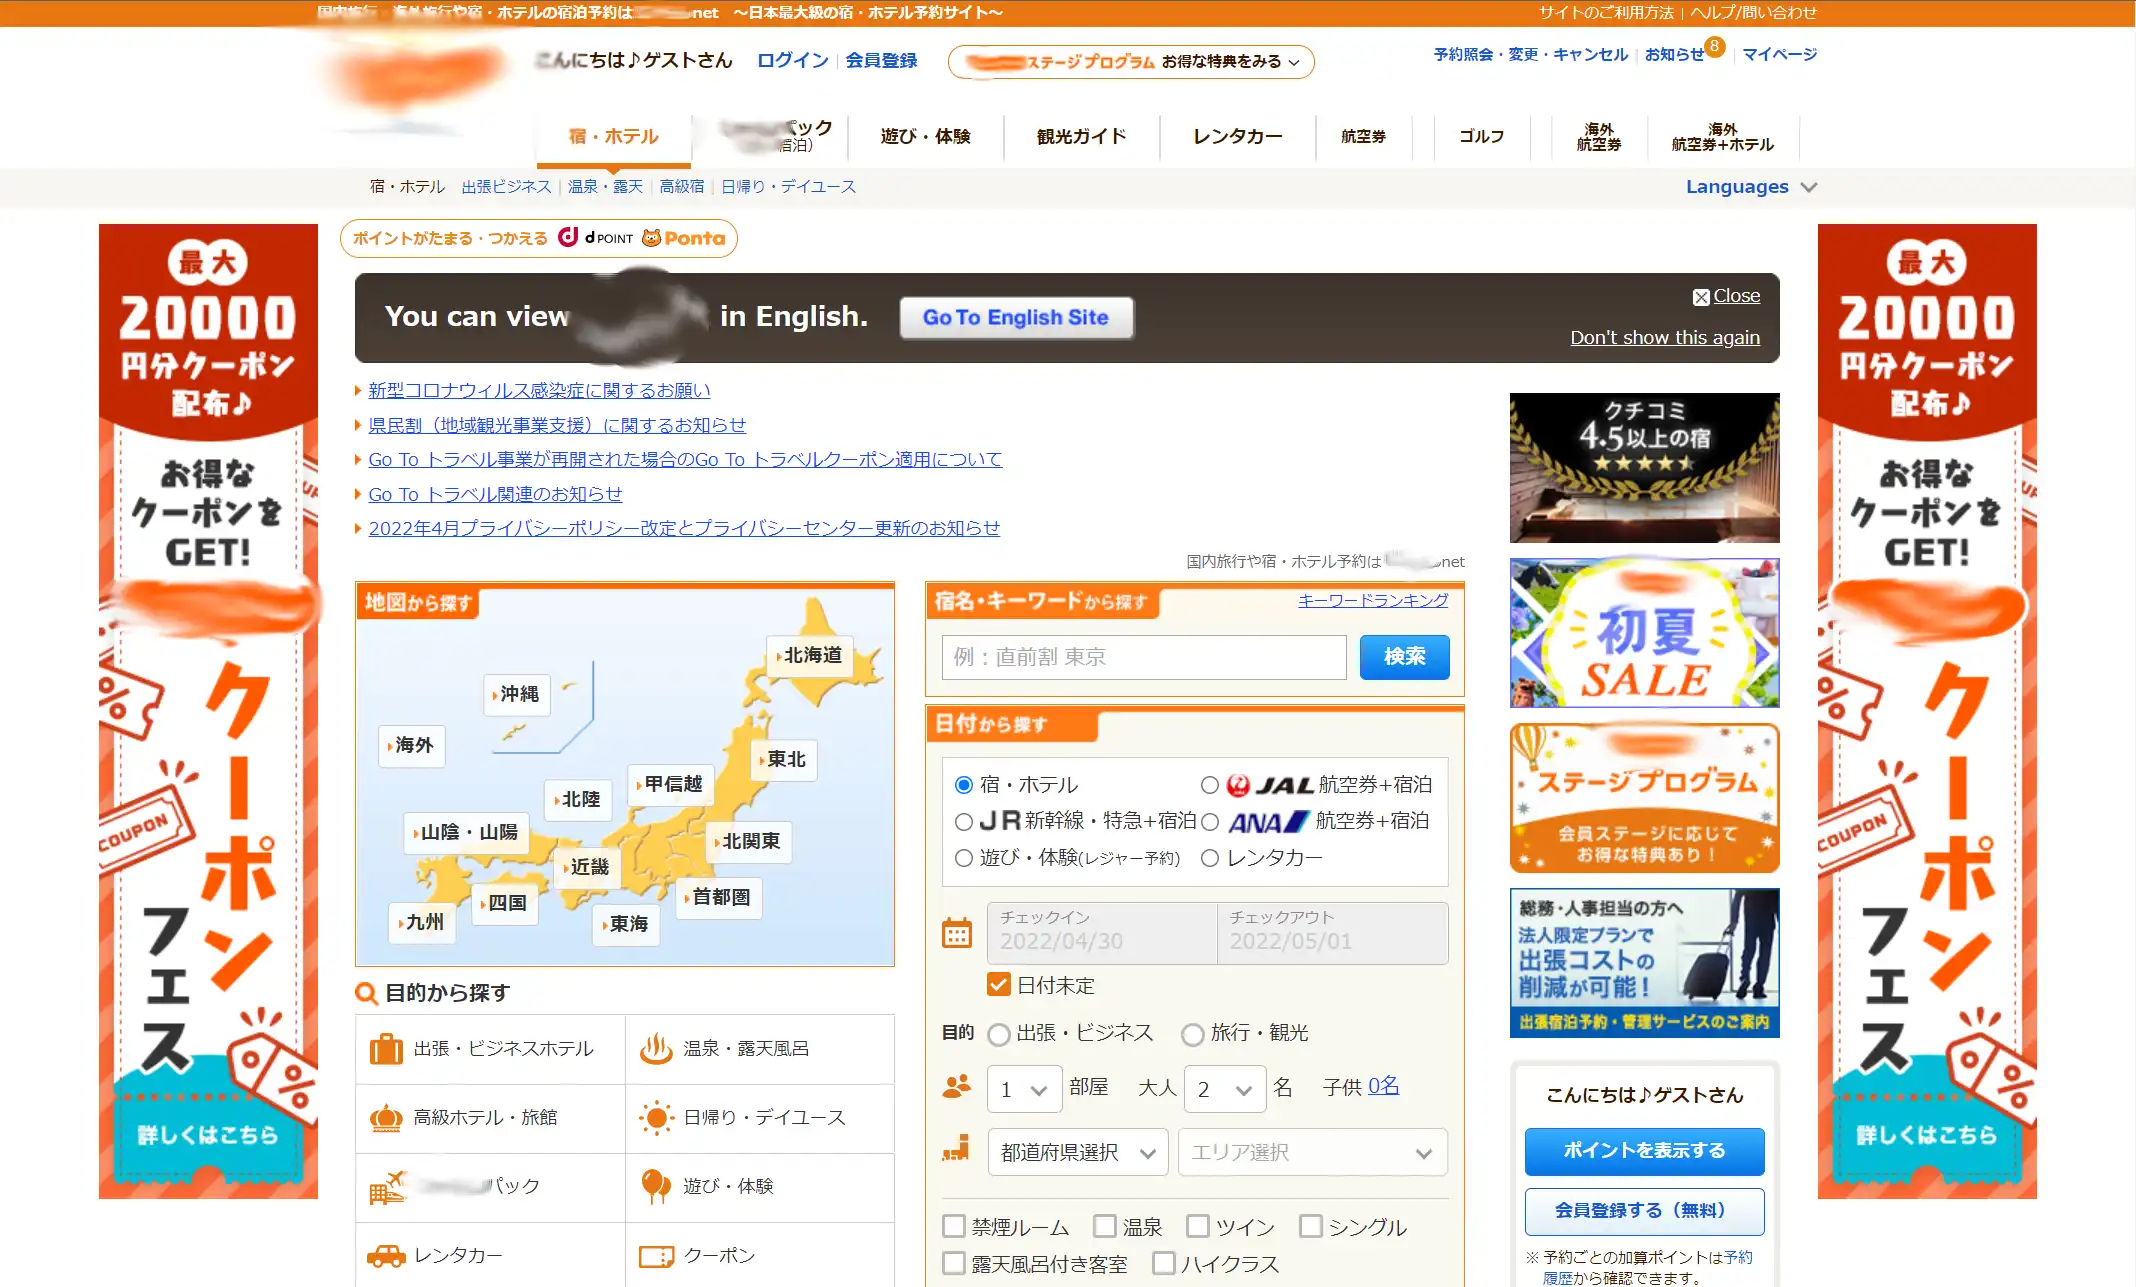 国内旅行・海外旅行や宿・ホテルの宿泊予約は net ～日本最大級の宿・ホテル予約サイト～
サイトのご利用方法 | ヘルプ/問い合わせ
こんにちは♪ゲストさん ログイン 会員登録
ステージプログラム お得な特典をみる
予約照会・変更・キャンセル お知らせ 8 マイページ
宿・ホテル
パック
宿泊)
遊び・体験
観光ガイド
レンタカー
航空券
ゴルフ
海外
航空券
海外
航空券+ホテル
宿・ホテル 出張ビジネス 温泉・露天 高級宿 日帰り・デイユース
Languages
最大
20000
円分クーポン
配布♪
お得な
クーポンを
GET!
クーポン
フェス
COUPON
詳しくはこちら
ポイントがたまる・つかえる d POINT Ponta
You can view in English.
Go To English Site
Close
Don't show this again
新型コロナウィルス感染症に関するお願い
県民割（地域観光事業支援）に関するお知らせ
Go To トラベル事業が再開された場合のGo To トラベルクーポン適用について
Go To トラベル関連のお知らせ
2022年4月プライバシーポリシー改定とプライバシーセンター更新のお知らせ
国内旅行や宿・ホテル予約は net
地図から探す
北海道
沖縄
海外
東北
甲信越
北陸
山陰・山陽
北関東
近畿
首都圏
四国
九州
東海
目的から探す
出張・ビジネスホテル
温泉・露天風呂
高級ホテル・旅館
日帰り・デイユース
パック
遊び・体験
レンタカー
クーポン
宿名・キーワードから探す
キーワードランキング
例：直前割 東京
検索
日付から探す
宿・ホテル
JAL 航空券+宿泊
JR新幹線・特急+宿泊
ANA 航空券+宿泊
遊び・体験(レジャー予約)
レンタカー
チェックイン
2022/04/30
チェックアウト
2022/05/01
日付未定
目的 出張・ビジネス 旅行・観光
1 部屋 大人 2 名 子供 0名
都道府県選択 エリア選択
禁煙ルーム 温泉 ツイン シングル
露天風呂付き客室 ハイクラス
クチコミ
4.5以上の宿
初夏
SALE
ステージプログラム
会員ステージに応じて
お得な特典あり！
総務・人事担当の方へ
法人限定プランで
出張コストの
削減が可能！
出張宿泊予約・管理サービスのご案内
こんにちは♪ゲストさん
ポイントを表示する
会員登録する（無料）
※ 予約ごとの加算ポイントは予約
履歴から確認できます。
最大
20000
円分クーポン
配布♪
お得な
クーポンを
GET!
クーポン
フェス
COUPON
詳しくはこちら